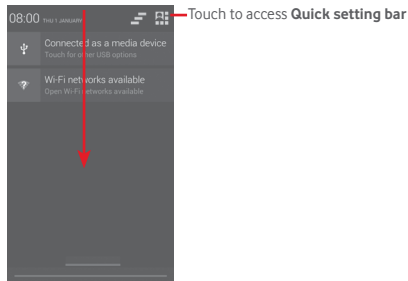 08:00 THU 1 JANUARY
Touch to access Quick setting bar
Connected as a media device
Touch for other USB options
Wi-Fi networks available
Open Wi-Fi networks available